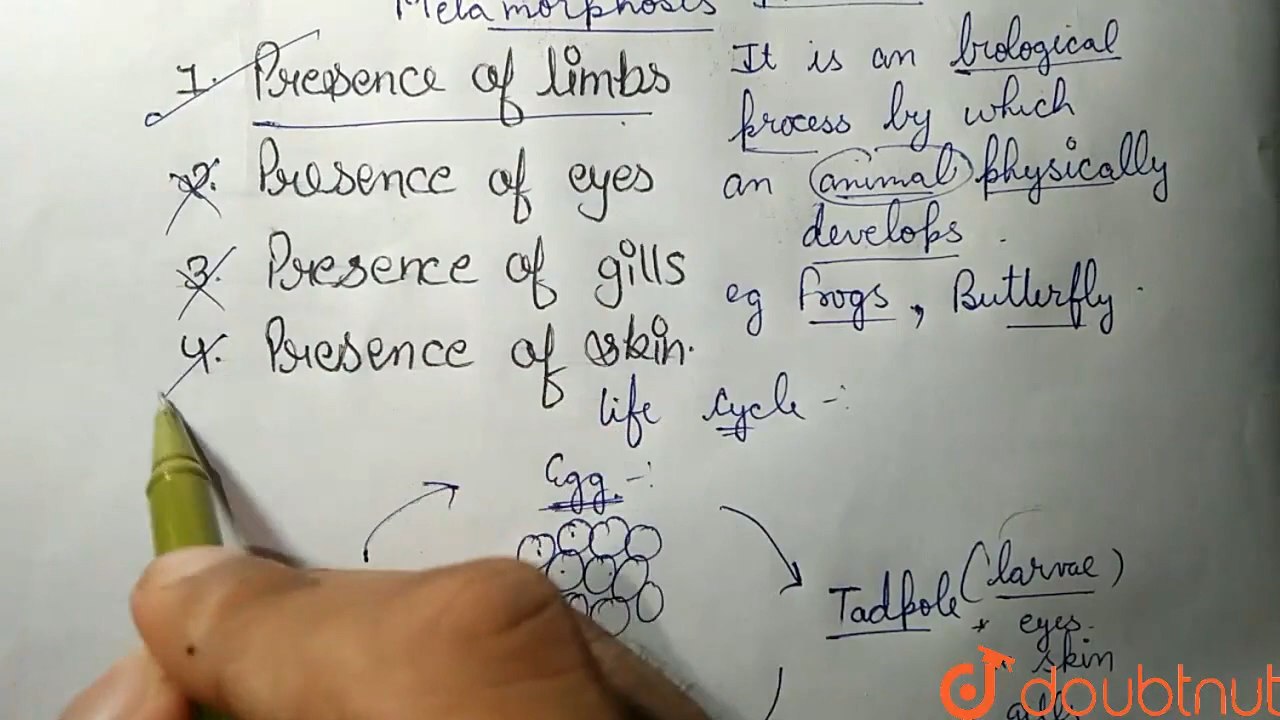 Metamorphosis
1. Presence of limbs
2. Presence of eyes
3. Presence of gills
4. Presence of skin.
It is an biological
process by which
an animal physically
develops.
eg frogs, Butterfly.
life cycle -:
Egg -:
Tadpole (larvae)
* eyes.
* skin
gills
doubtnut